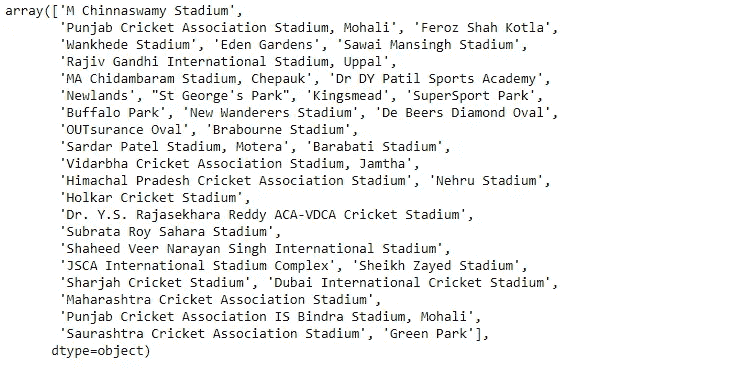 array(['M Chinnaswamy Stadium',
'Punjab Cricket Association Stadium, Mohali', 'Feroz Shah Kotla',
'Wankhede Stadium', 'Eden Gardens', 'Sawai Mansingh Stadium',
'Rajiv Gandhi International Stadium, Uppal',
'MA Chidambaram Stadium, Chepauk', 'Dr DY Patil Sports Academy',
'Newlands', "St George's Park", 'Kingsmead', 'SuperSport Park',
'Buffalo Park', 'New Wanderers Stadium', 'De Beers Diamond Oval',
'OUTsurance Oval', 'Brabourne Stadium',
'Sardar Patel Stadium, Motera', 'Barabati Stadium',
'Vidarbha Cricket Association Stadium, Jamtha',
'Himachal Pradesh Cricket Association Stadium', 'Nehru Stadium',
'Holkar Cricket Stadium',
'Dr. Y.S. Rajasekhara Reddy ACA-VDCA Cricket Stadium',
'Subrata Roy Sahara Stadium',
'Shaheed Veer Narayan Singh International Stadium',
'JSCA International Stadium Complex', 'Sheikh Zayed Stadium',
'Sharjah Cricket Stadium', 'Dubai International Cricket Stadium',
'Maharashtra Cricket Association Stadium',
'Punjab Cricket Association IS Bindra Stadium, Mohali',
'Saurashtra Cricket Association Stadium', 'Green Park'],
dtype=object)